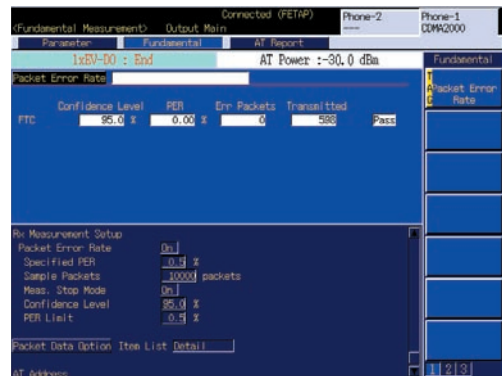 Connected (FETAP)
<Fundamental Measurement> Output Main
Phone-2
----
Phone-1
CDMA2000
Parameter Fundamental AT Report
1xEV-DO : End AT Power :-30.0 dBm
Fundamental
Packet Error Rate
TAG
Packet Error Rate
Confidence Level PER Err Packets Transmitted
FTC 95.0 % 0.00 % 0 598 Pass
Rx Measurement Setup
Packet Error Rate On
Specified PER 0.5 %
Sample Packets 10000 packets
Meas. Stop Mode On
Confidence Level 95.0 %
PER Limit 0.5 %
Packet Data Option Item List Detail
AT Address
1 2 3